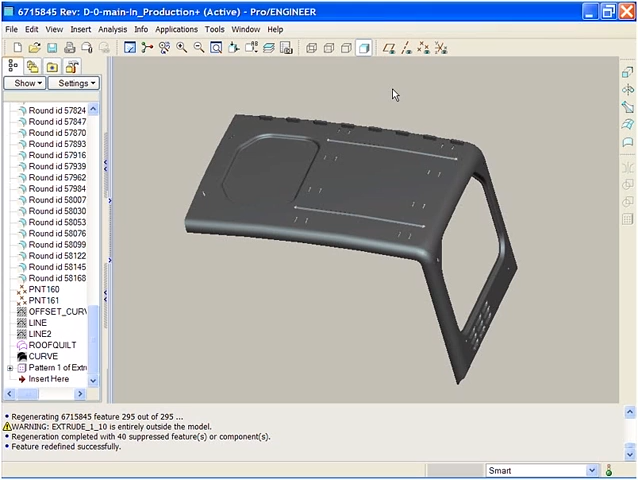 6715845 Rev: D-0-main-in_Production+ (Active) - Pro/ENGINEER
File Edit View Insert Analysis Info Applications Tools Window Help
Show Settings
Round id 57824
Round id 57847
Round id 57870
Round id 57893
Round id 57916
Round id 57939
Round id 57962
Round id 57984
Round id 58007
Round id 58030
Round id 58053
Round id 58076
Round id 58099
Round id 58122
Round id 58145
Round id 58168
PNT160
PNT161
OFFSET_CURV
LINE
LINE2
ROOFQUILT
CURVE
Pattern 1 of Extr
Insert Here
• Regenerating 6715845 feature 295 out of 295 ...
WARNING: EXTRUDE_1_10 is entirely outside the model.
• Regeneration completed with 40 suppressed feature(s) or component(s).
• Feature redefined successfully.
Smart